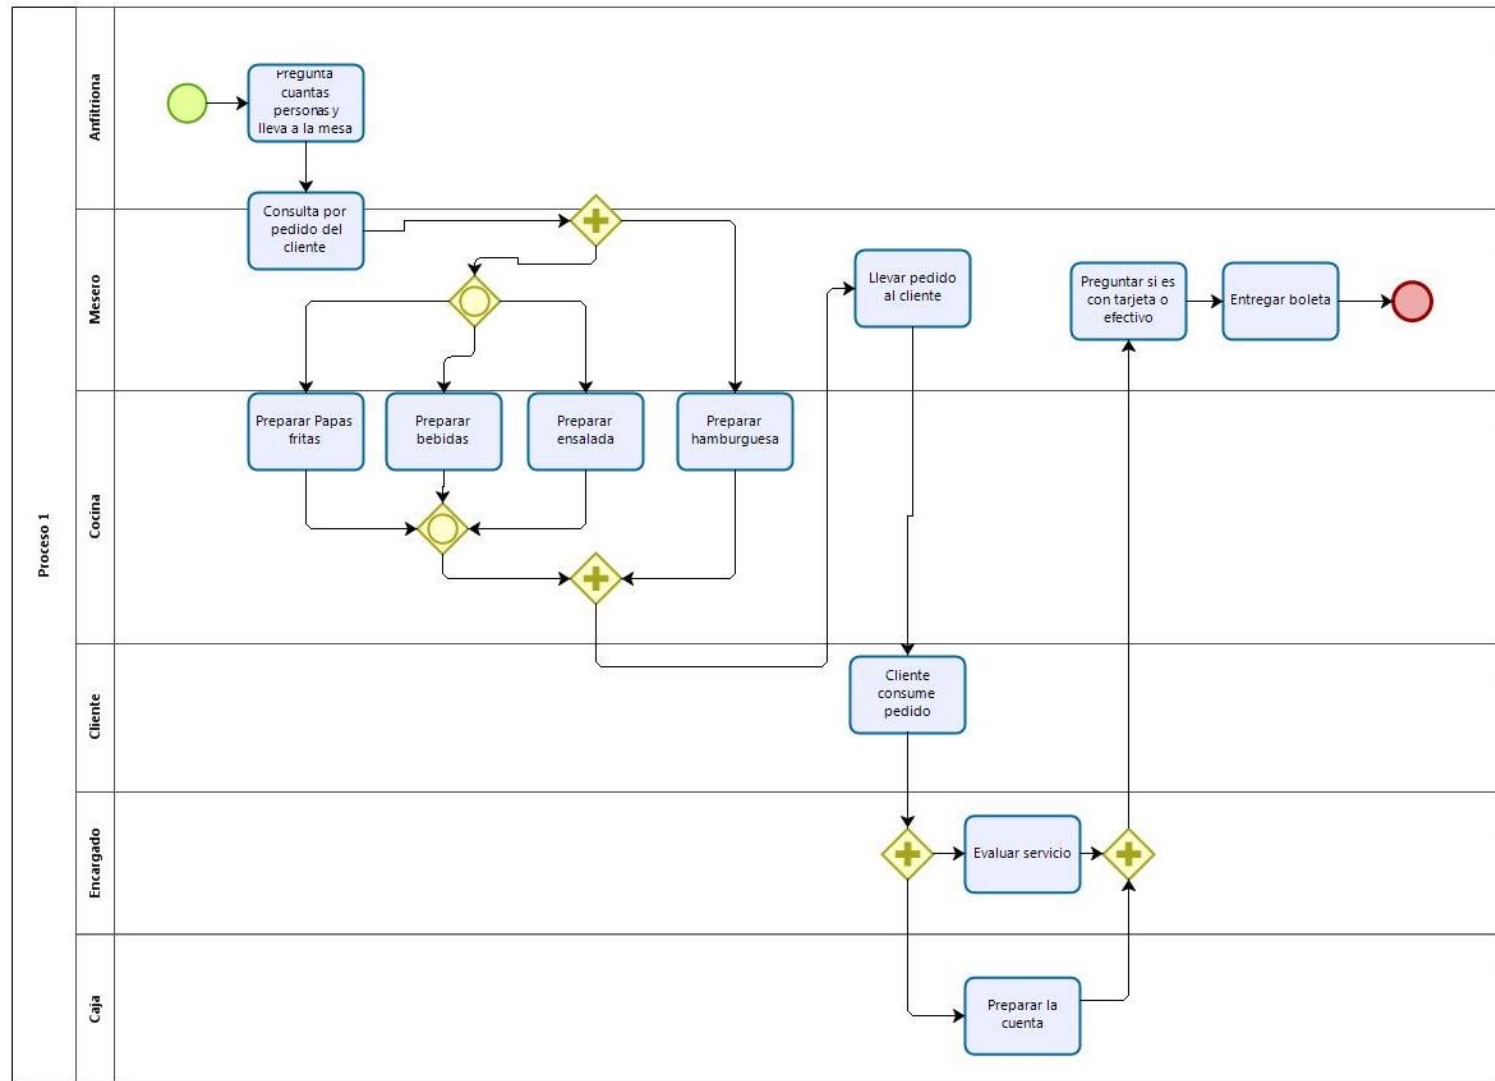 Proceso 1
Anfitriona
Pregunta
cuantas
personas y
lleva a la mesa
Mesero
Consulta por
pedido del
cliente
Llevar pedido
al cliente
Preguntar si es
con tarjeta o
efectivo
Entregar boleta
Cocina
Preparar Papas
fritas
Preparar
bebidas
Preparar
ensalada
Preparar
hamburguesa
Cliente
Cliente
consume
pedido
Encargado
Evaluar servicio
Caja
Preparar la
cuenta